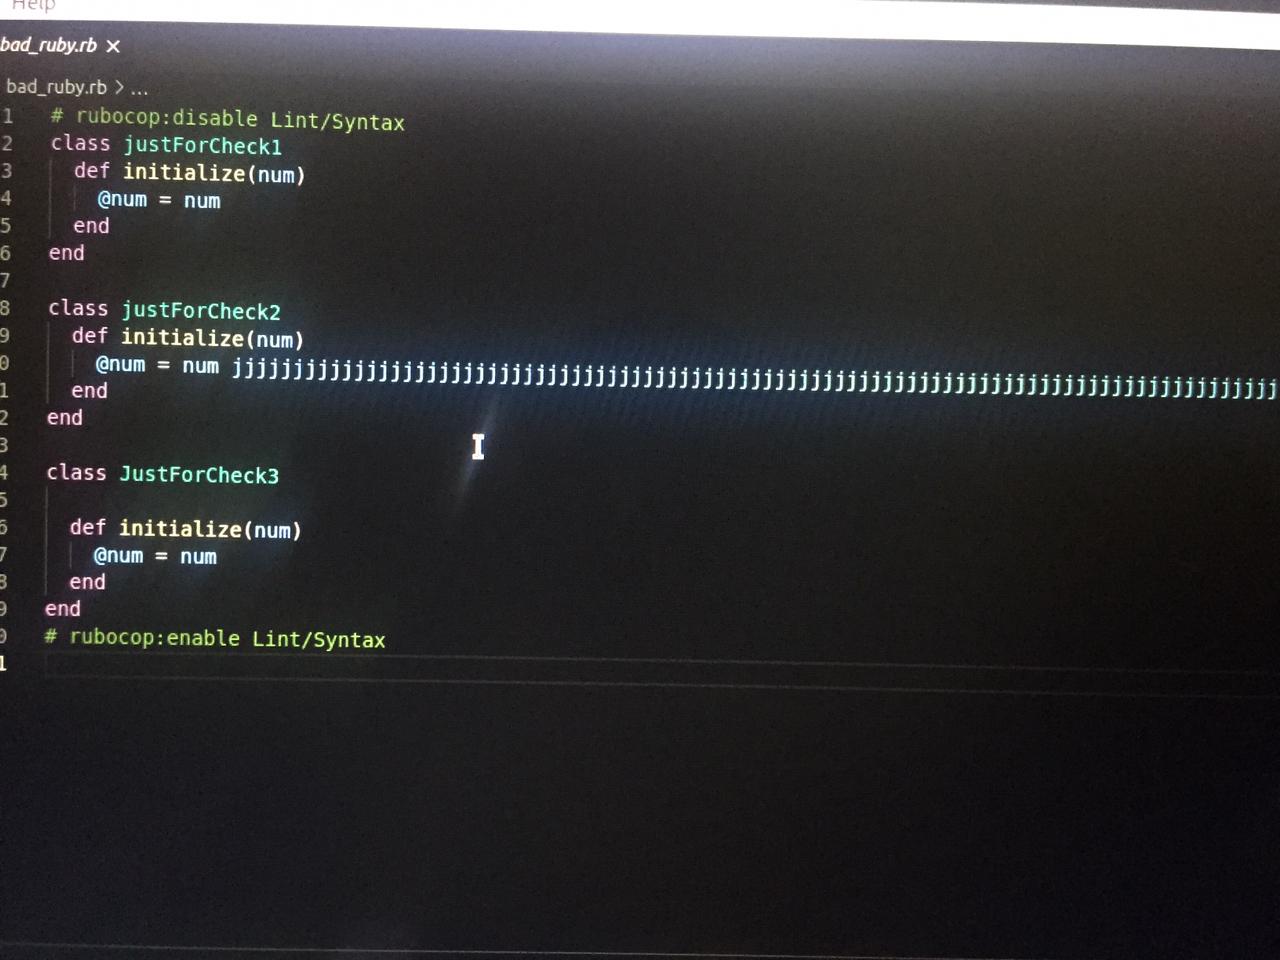 Help
bad_ruby.rb ×
bad_ruby.rb > ...
1 # rubocop:disable Lint/Syntax
2 class justForCheck1
3 def initialize(num)
4 @num = num
5 end
6 end
7
8 class justForCheck2
9 def initialize(num)
0 @num = num jjjjjjjjjjjjjjjjjjjjjjjjjjjjjjjjjjjjjjjjjjjjjjjjjjjjjjjjjjjjjjjjjjjjjjjjjjjjjjjjjjjjj
1 end
2 end
3
4 class JustForCheck3
5
6 def initialize(num)
7 @num = num
8 end
9 end
0 # rubocop:enable Lint/Syntax
1